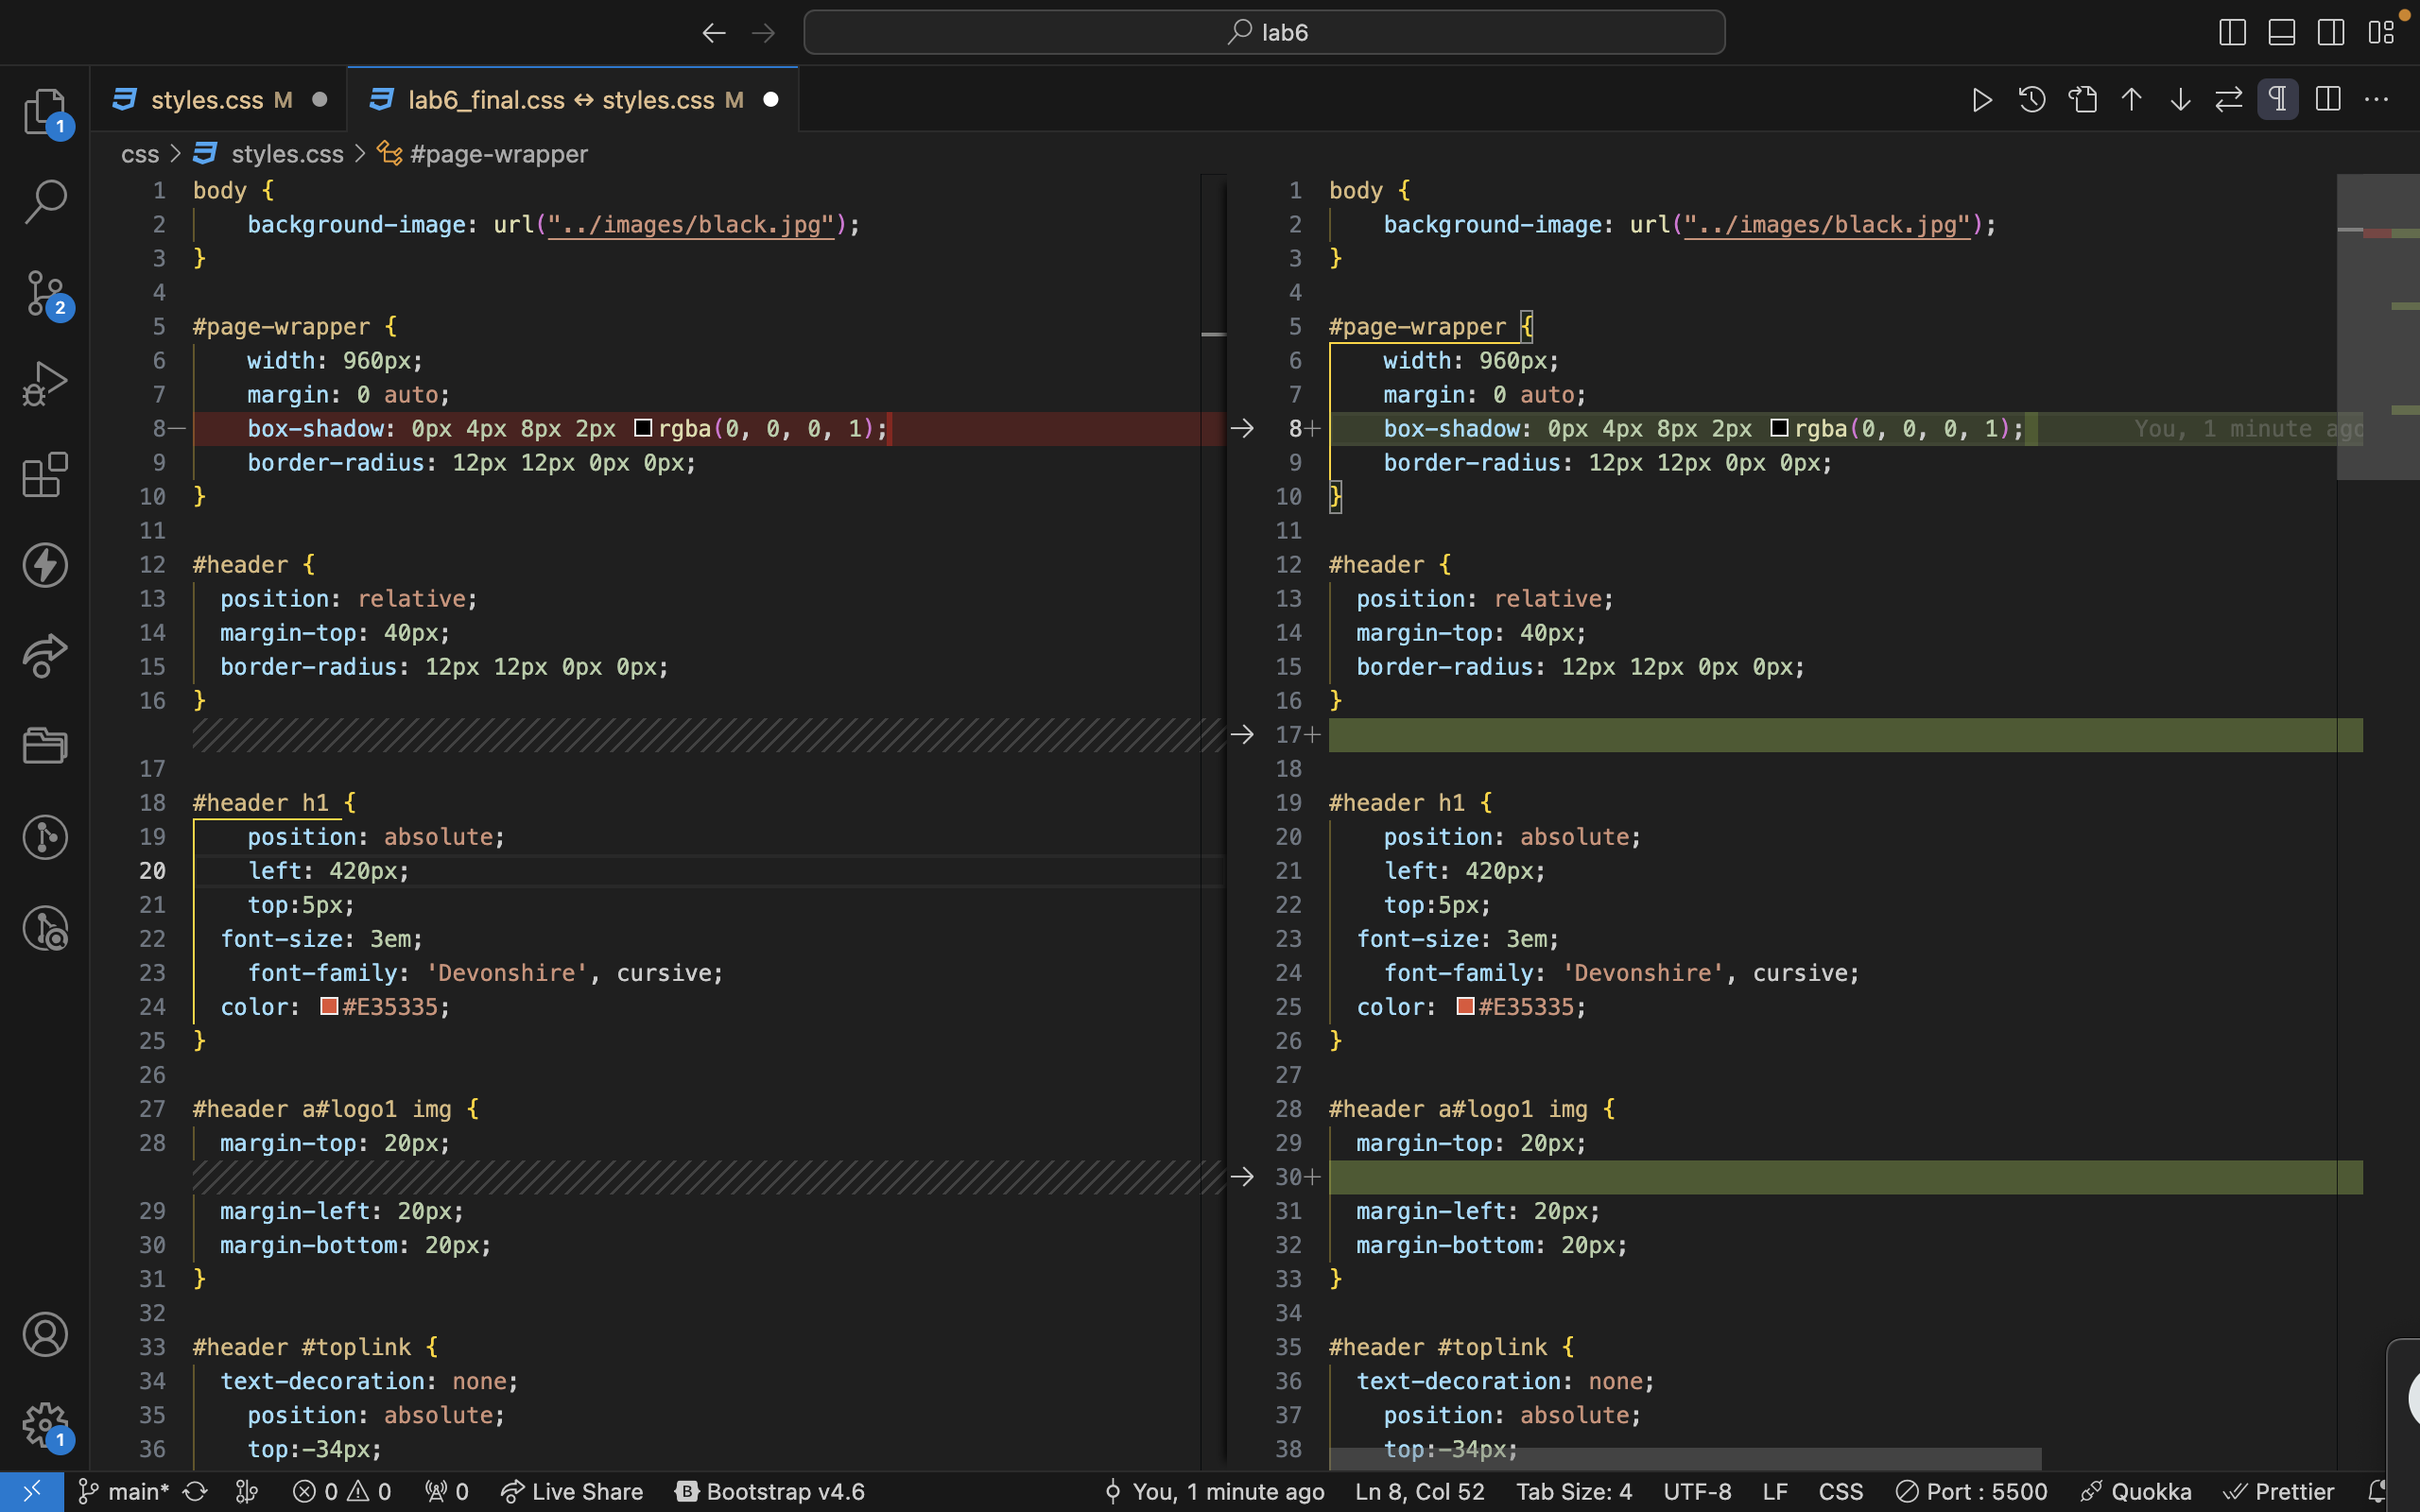 lab6
styles.css M
lab6_final.css ↔ styles.css M
css > styles.css > #page-wrapper
1 body {
2 background-image: url("../images/black.jpg");
3 }
4
5 #page-wrapper {
6 width: 960px;
7 margin: 0 auto;
8— box-shadow: 0px 4px 8px 2px rgba(0, 0, 0, 1);
9 border-radius: 12px 12px 0px 0px;
10 }
11
12 #header {
13 position: relative;
14 margin-top: 40px;
15 border-radius: 12px 12px 0px 0px;
16 }
17
18 #header h1 {
19 position: absolute;
20 left: 420px;
21 top:5px;
22 font-size: 3em;
23 font-family: 'Devonshire', cursive;
24 color: #E35335;
25 }
26
27 #header a#logo1 img {
28 margin-top: 20px;
29 margin-left: 20px;
30 margin-bottom: 20px;
31 }
32
33 #header #toplink {
34 text-decoration: none;
35 position: absolute;
36 top:-34px;
1 body {
2 background-image: url("../images/black.jpg");
3 }
4
5 #page-wrapper {
6 width: 960px;
7 margin: 0 auto;
8+ box-shadow: 0px 4px 8px 2px rgba(0, 0, 0, 1); You, 1 minute ago
9 border-radius: 12px 12px 0px 0px;
10 }
11
12 #header {
13 position: relative;
14 margin-top: 40px;
15 border-radius: 12px 12px 0px 0px;
16 }
17+
18
19 #header h1 {
20 position: absolute;
21 left: 420px;
22 top:5px;
23 font-size: 3em;
24 font-family: 'Devonshire', cursive;
25 color: #E35335;
26 }
27
28 #header a#logo1 img {
29 margin-top: 20px;
30+
31 margin-left: 20px;
32 margin-bottom: 20px;
33 }
34
35 #header #toplink {
36 text-decoration: none;
37 position: absolute;
38 top:-34px;
1
2
1
main* 0 0 0 Live Share B Bootstrap v4.6 You, 1 minute ago Ln 8, Col 52 Tab Size: 4 UTF-8 LF CSS Port : 5500 Quokka Prettier